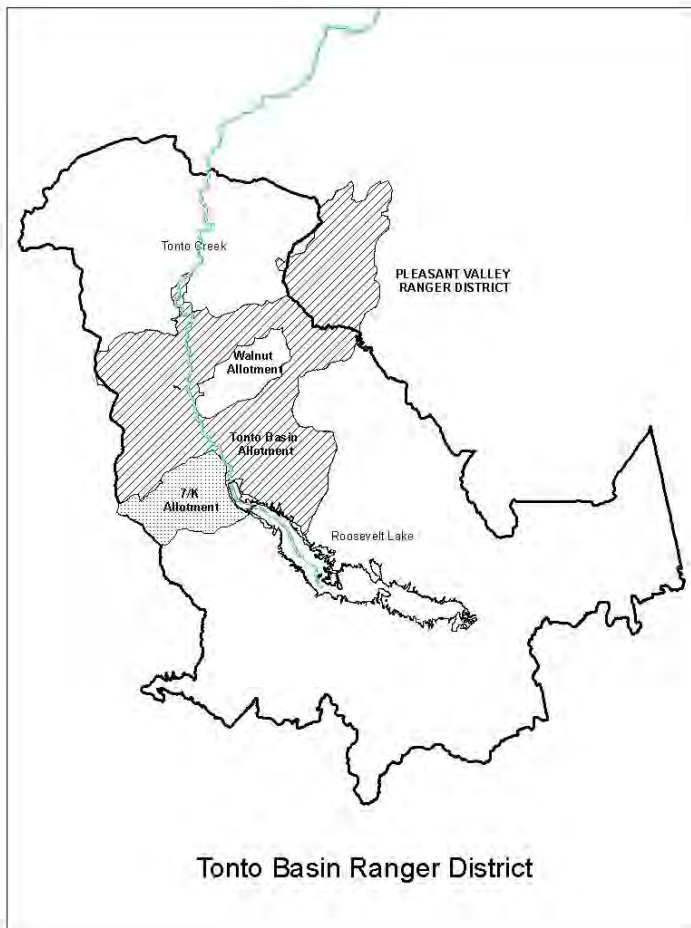 Tonto Creek
PLEASANT VALLEY
RANGER DISTRICT
Walnut
Allotment
Tonto Basin
Allotment
7/K
Allotment
Roosevelt Lake
Tonto Basin Ranger District